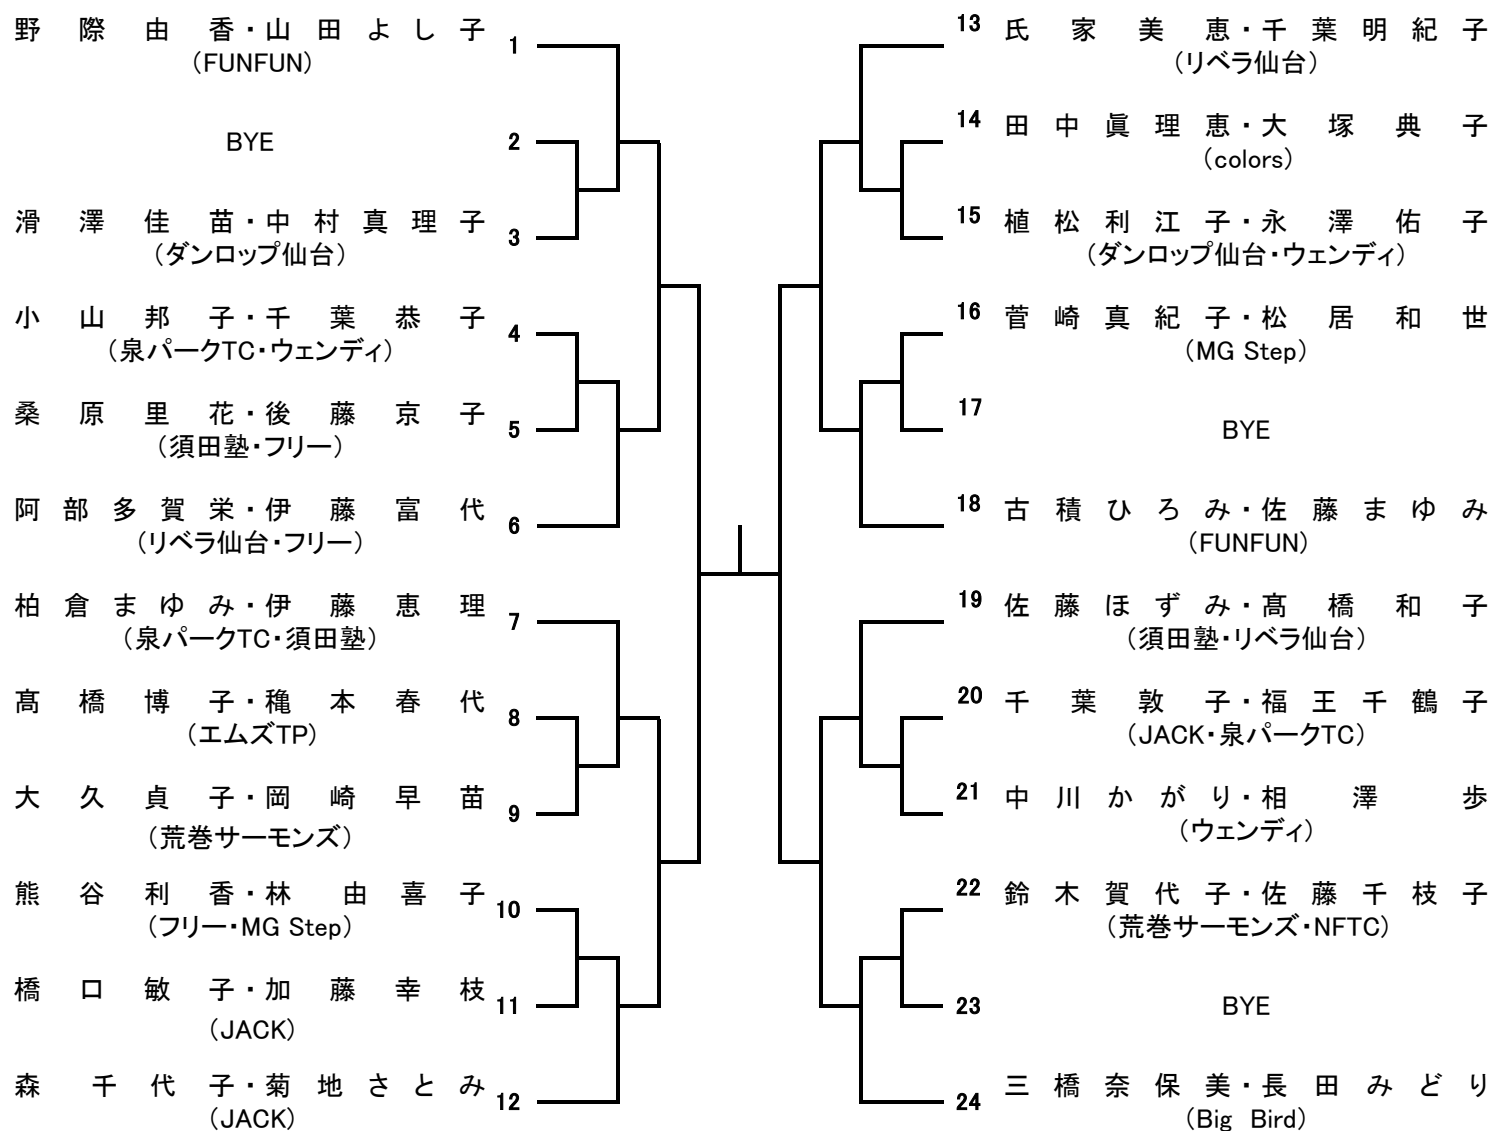 野際由香・山田よし子 1
(FUNFUN)
BYE 2
滑澤佳苗・中村真理子 3
(ダンロップ仙台)
小山邦子・千葉恭子 4
(泉パークTC・ウェンディ)
桑原里花・後藤京子 5
(須田塾・フリー)
阿部多賀栄・伊藤富代 6
(リベラ仙台・フリー)
柏倉まゆみ・伊藤恵理 7
(泉パークTC・須田塾)
髙橋博子・穐本春代 8
(エムズTP)
大久貞子・岡崎早苗 9
(荒巻サーモンズ)
熊谷利香・林由喜子 10
(フリー・MG Step)
橋口敏子・加藤幸枝 11
(JACK)
森千代子・菊地さとみ 12
(JACK)
13 氏家美恵・千葉明紀子
(リベラ仙台)
14 田中眞理恵・大塚典子
(colors)
15 植松利江子・永澤佑子
(ダンロップ仙台・ウェンディ)
16 菅崎真紀子・松居和世
(MG Step)
17
BYE
18 古積ひろみ・佐藤まゆみ
(FUNFUN)
19 佐藤ほずみ・髙橋和子
(須田塾・リベラ仙台)
20 千葉敦子・福王千鶴子
(JACK・泉パークTC)
21 中川かがり・相澤歩
(ウェンディ)
22 鈴木賀代子・佐藤千枝子
(荒巻サーモンズ・NFTC)
23 BYE
24 三橋奈保美・長田みどり
(Big Bird)